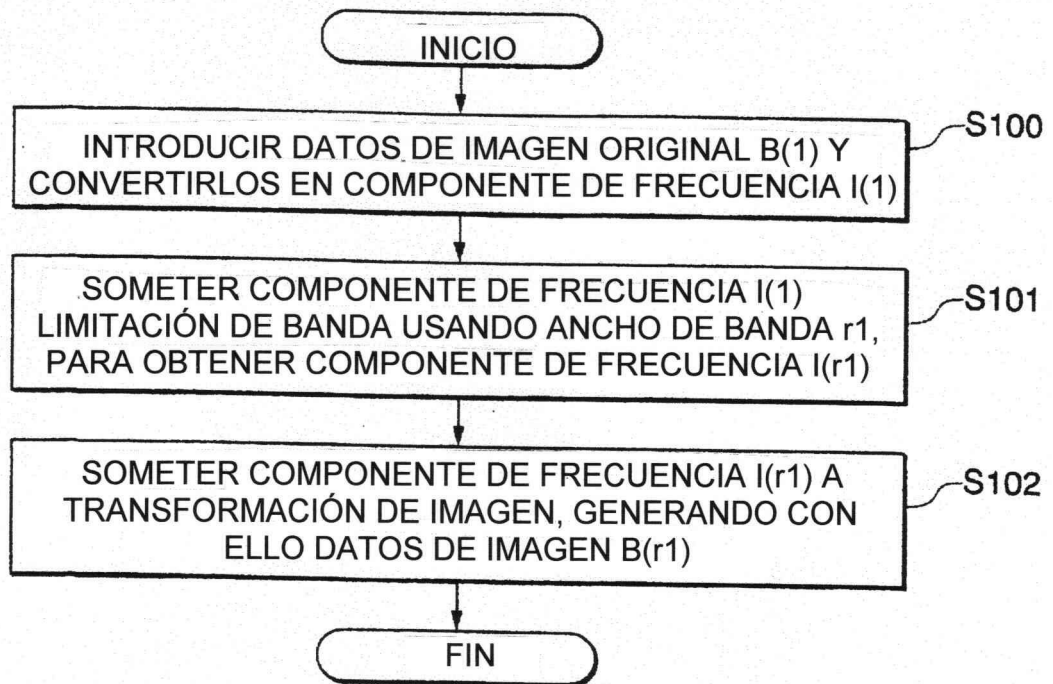 INICIO
S100
INTRODUCIR DATOS DE IMAGEN ORIGINAL B(1) Y
CONVERTIRLOS EN COMPONENTE DE FRECUENCIA I(1)
S101
SOMETER COMPONENTE DE FRECUENCIA I(1)
LIMITACIÓN DE BANDA USANDO ANCHO DE BANDA r1,
PARA OBTENER COMPONENTE DE FRECUENCIA I(r1)
S102
SOMETER COMPONENTE DE FRECUENCIA I(r1) A
TRANSFORMACIÓN DE IMAGEN, GENERANDO CON
ELLO DATOS DE IMAGEN B(r1)
FIN